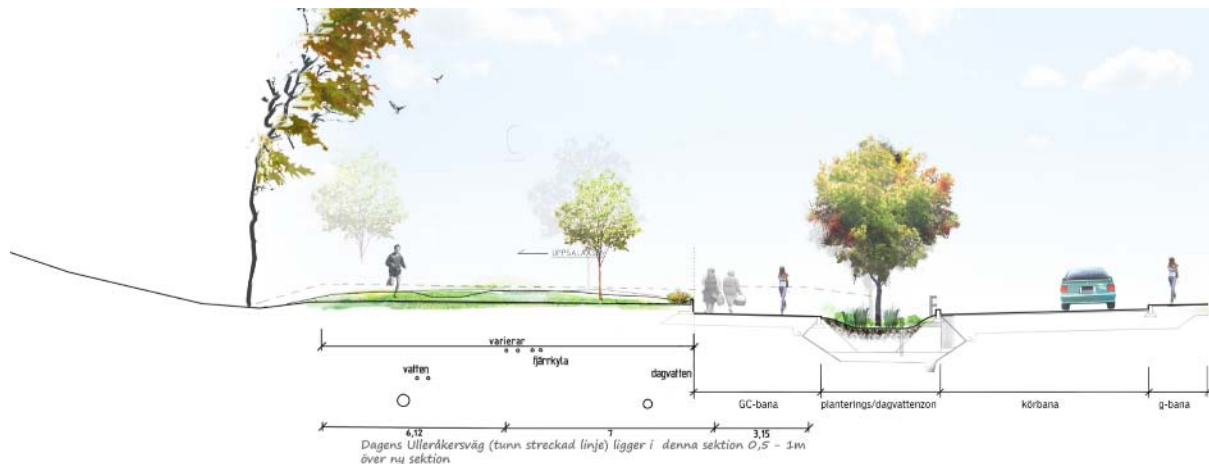 UPPSALAÅSEN
varierar
fjärrkyla
vatten
dagvatten
GC-bana
planterings/dagvattenzon
körbana
g-bana
6,12
7
3,15
Dagens Ulleråkersväg (tunn streckad linje) ligger i denna sektion 0,5 - 1m
över ny sektion